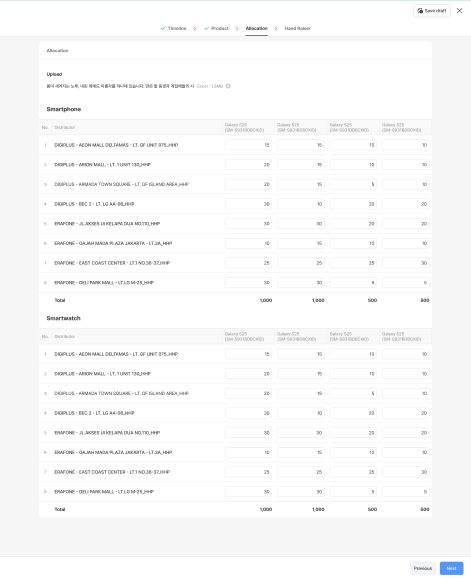 Save draft
Timeline
Product
Allocation
Hand Raiser
Allocation
Upload
Excel · 1.2MB
Smartphone
No. Distributor Galaxy S25 Galaxy S25 Galaxy S25 Galaxy S25
1 DIGIPLUS - AEON MALL DELTAMAS - LT. GF UNIT 075_HHP 15 15 10 10
2 DIGIPLUS - AEON MALL - LT. 1 UNIT 130_HHP 20 15 10 10
3 DIGIPLUS - ARMADA TOWN SQUARE - LT. GF ISLAND AREA_HHP 20 15 5 10
4 DIGIPLUS - BEC 2 - LT. LG AA-06_HHP 30 10 20 20
5 ERAFONE - JL.AKSES UI KELAPA DUA NO.110_HHP 30 30 20 20
6 ERAFONE - GAJAH MADA PLAZA JAKARTA - LT.2A_HHP 10 15 10 10
7 ERAFONE - EAST COAST CENTER - LT.1 NO.36-37_HHP 25 25 25 30
8 ERAFONE - DELI PARK MALL - LT.LG M-25_HHP 30 30 5 5
Total 1,000 1,000 500 500
Smartwatch
No. Distributor Galaxy S25 Galaxy S25 Galaxy S25 Galaxy S25
1 DIGIPLUS - AEON MALL DELTAMAS - LT. GF UNIT 075_HHP 15 15 10 10
2 DIGIPLUS - AEON MALL - LT. 1 UNIT 130_HHP 20 15 10 10
3 DIGIPLUS - ARMADA TOWN SQUARE - LT. GF ISLAND AREA_HHP 20 15 5 10
4 DIGIPLUS - BEC 2 - LT. LG AA-06_HHP 30 10 20 20
5 ERAFONE - JL.AKSES UI KELAPA DUA NO.110_HHP 30 30 20 20
6 ERAFONE - GAJAH MADA PLAZA JAKARTA - LT.2A_HHP 10 15 10 10
7 ERAFONE - EAST COAST CENTER - LT.1 NO.36-37_HHP 25 25 25 30
8 ERAFONE - DELI PARK MALL - LT.LG M-25_HHP 30 30 5 5
Total 1,000 1,000 500 500
Previous
Next